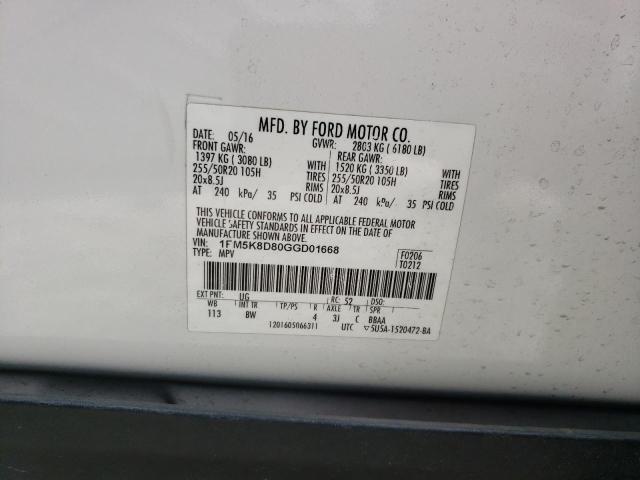 MFD. BY FORD MOTOR CO.
DATE: 05/16 GVWR: 2803 KG ( 6180 LB)
FRONT GAWR: REAR GAWR:
1397 KG ( 3080 LB) WITH 1520 KG ( 3350 LB) WITH
255/50R20 105H TIRES 255/50R20 105H TIRES
20x8.5J RIMS 20x8.5J RIMS
AT 240 kPa/ 35 PSI COLD AT 240 kPa/ 35 PSI COLD
THIS VEHICLE CONFORMS TO ALL APPLICABLE FEDERAL MOTOR
VEHICLE SAFETY STANDARDS IN EFFECT ON THE DATE OF
MANUFACTURE SHOWN ABOVE.
VIN: 1FM5K8D80GGD01668 F0206
TYPE: MPV T0212
EXT PNT: UG RC: 52 DSO:
WB INT TR TP/PS R AXLE TR SPR
113 BW 4 3J C BBAA
1201605066311 UTC ▽5U5A-1520472-BA